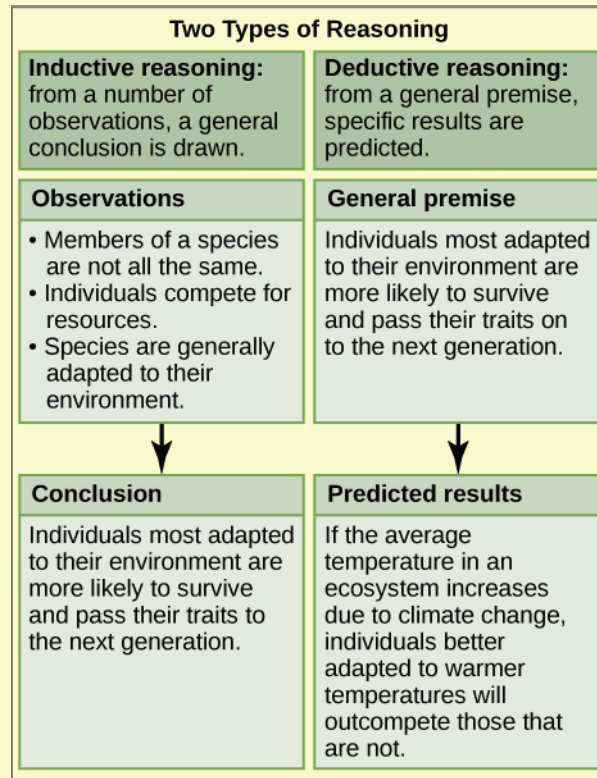 Two Types of Reasoning
Inductive reasoning:
from a number of
observations, a general
conclusion is drawn.
Deductive reasoning:
from a general premise,
specific results are
predicted.
Observations
• Members of a species
are not all the same.
• Individuals compete for
resources.
• Species are generally
adapted to their
environment.
General premise
Individuals most adapted
to their environment are
more likely to survive
and pass their traits on
to the next generation.
Conclusion
Individuals most adapted
to their environment are
more likely to survive
and pass their traits to
the next generation.
Predicted results
If the average
temperature in an
ecosystem increases
due to climate change,
individuals better
adapted to warmer
temperatures will
outcompete those that
are not.